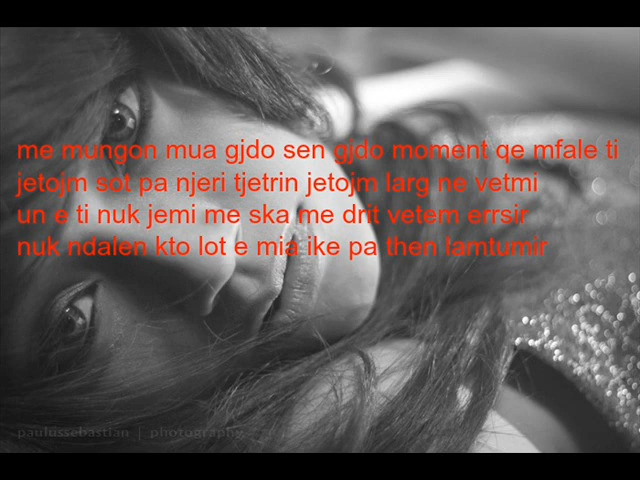 me mungon mua gjdo sen gjdo moment qe mfale ti
jetojm sot pa njeri tjetrin jetojm larg ne vetmi
un e ti nuk jemi me ska me drit vetem errsir
nuk ndalen kto lot e mia ike pa then lamtumir
paulussebastian | photography